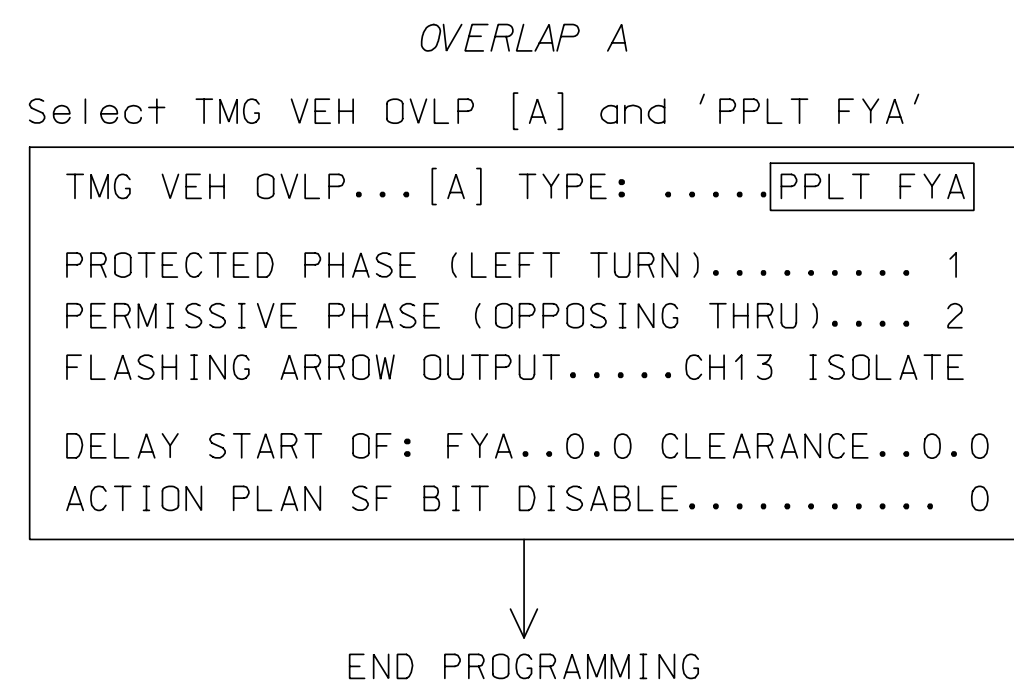 OVERLAP A
Select TMG VEH OVLP [A] and 'PPLT FYA'
TMG VEH OVLP...[A] TYPE: .....PPLT FYA
PROTECTED PHASE (LEFT TURN)......... 1
PERMISSIVE PHASE (OPPOSING THRU).... 2
FLASHING ARROW OUTPUT.....CH13 ISOLATE
DELAY START OF: FYA..0.0 CLEARANCE..0.0
ACTION PLAN SF BIT DISABLE........... 0
END PROGRAMMING